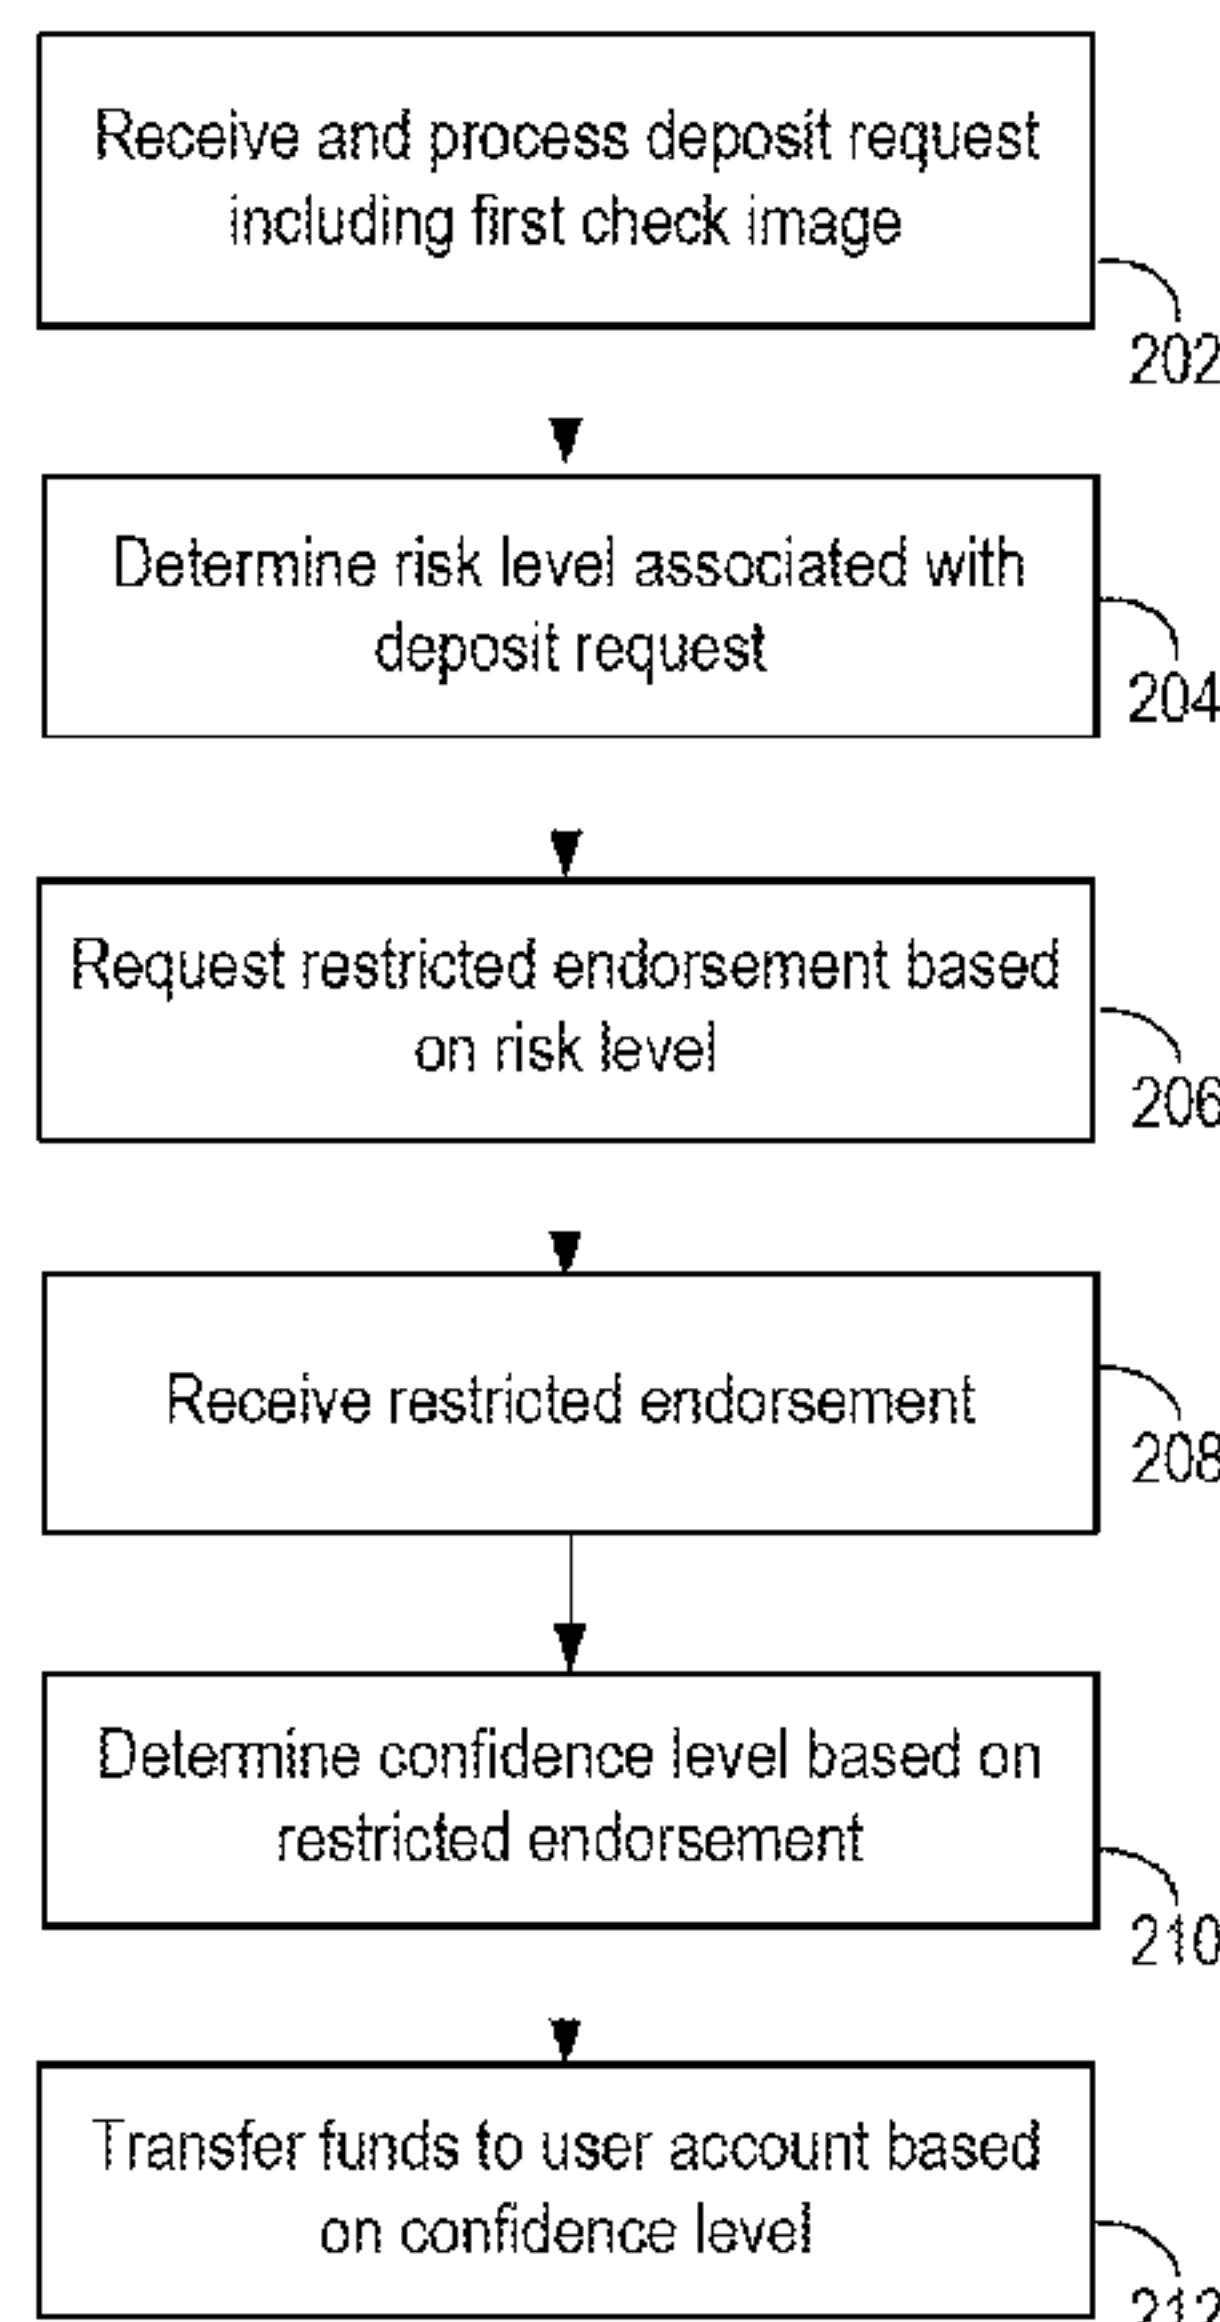 Receive and process deposit request
including first check image
202
Determine risk level associated with
deposit request
204
Request restricted endorsement based
on risk level
206
Receive restricted endorsement
208
Determine confidence level based on
restricted endorsement
210
Transfer funds to user account based
on confidence level
212